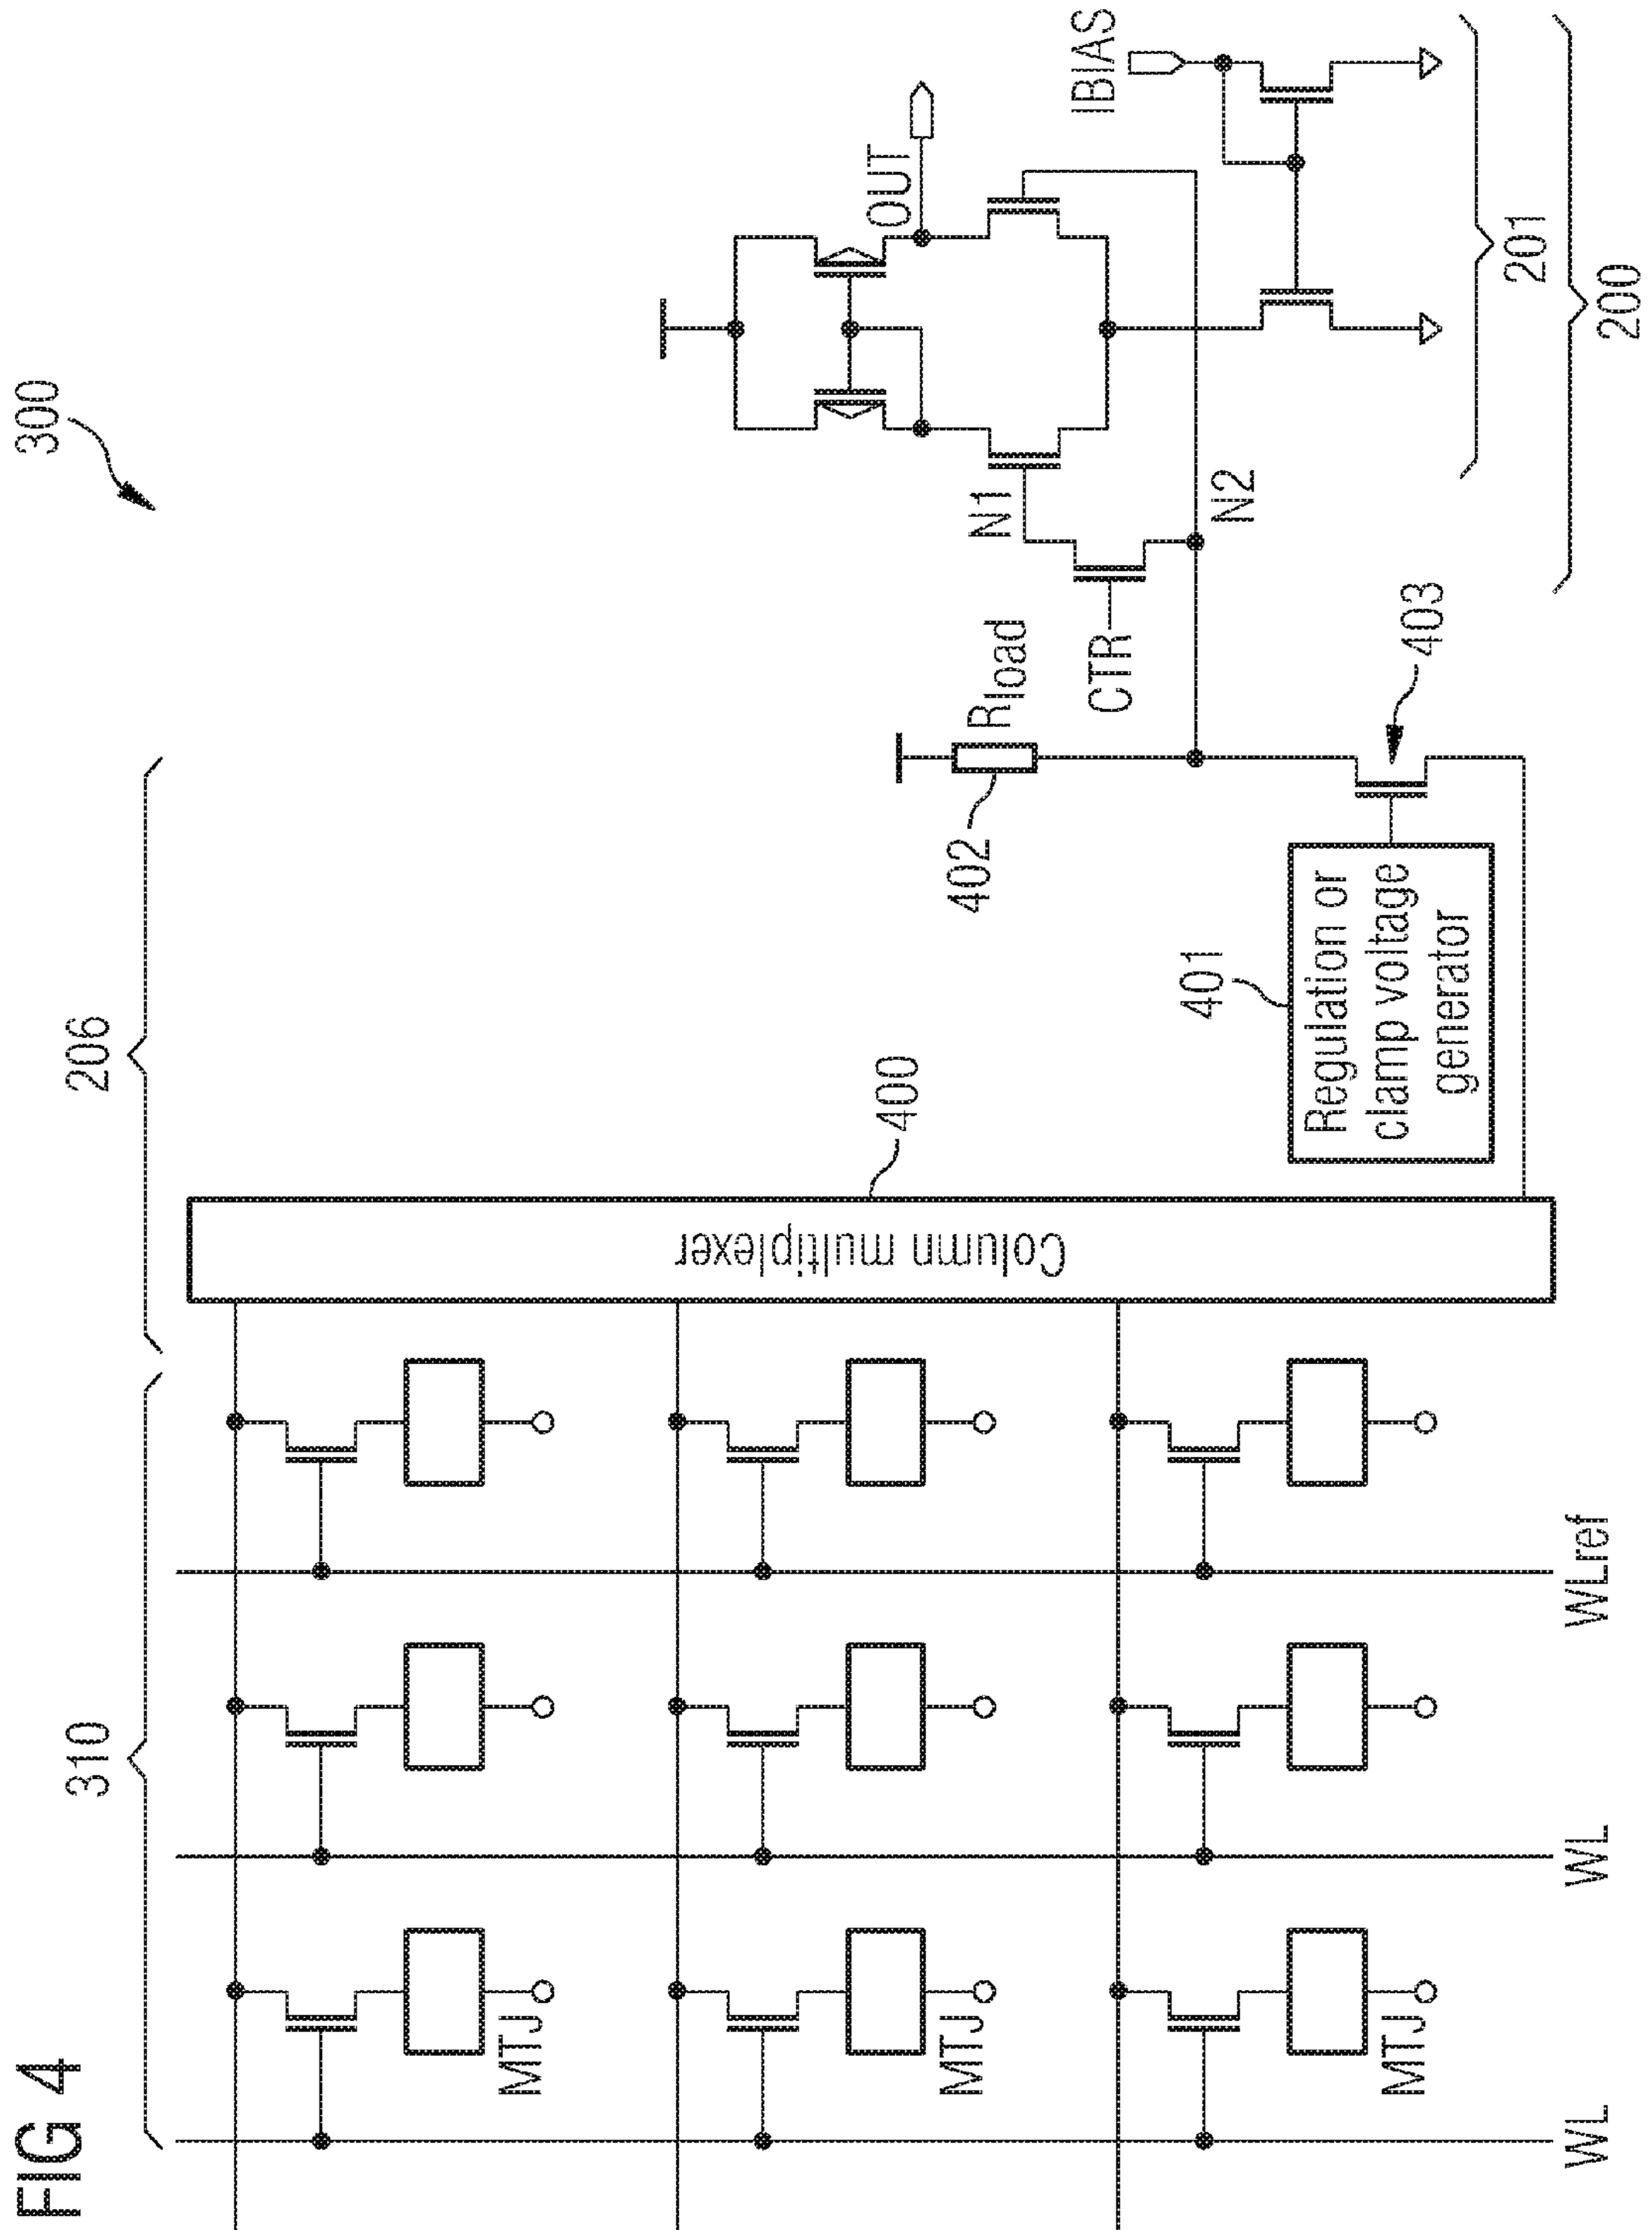 FIG 4
300
310
206
MTJ
MTJ
MTJ
WL
WL
WLref
Column multiplexer
400
401
Regulation or
clamp voltage
generator
402
Rload
403
CTR
N1
N2
OUT
IBIAS
201
200